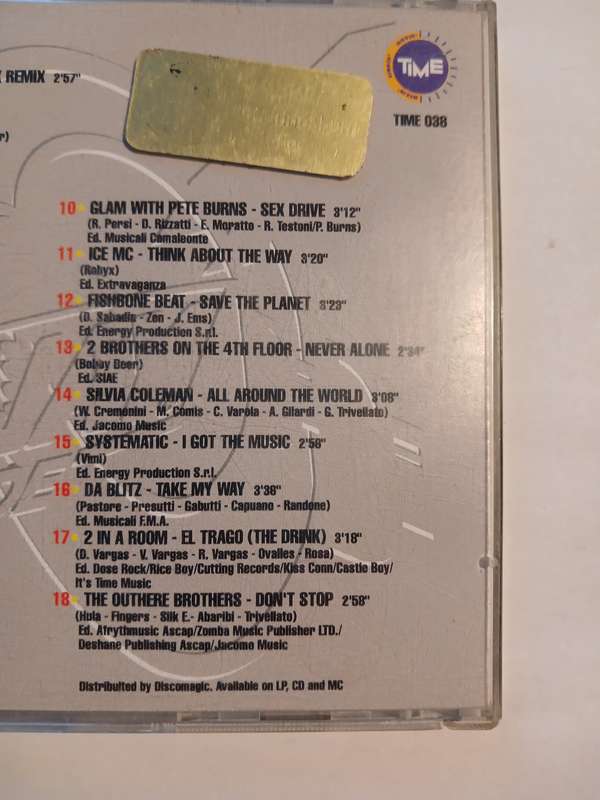 X REMIX 2'57"
TIME
TIME 038
r)
10 GLAM WITH PETE BURNS - SEX DRIVE 3'12"
(R. Persi - D. Rizzatti - E. Moratto - R. Testoni/P. Burns)
Ed. Musicali Camaleonte
11 ICE MC - THINK ABOUT THE WAY 3'20"
(Robyx)
Ed. Extravaganza
12 FISHBONE BEAT - SAVE THE PLANET 3'23"
(D. Sabadin - Zen - J. Ems)
Ed. Energy Production S.r.l.
13 2 BROTHERS ON THE 4TH FLOOR - NEVER ALONE 2'34"
(Bobby Boer)
Ed. SIAE
14 SILVIA COLEMAN - ALL AROUND THE WORLD 3'08"
(W. Cremonini - M. Comis - C. Varola - A. Gilardi - G. Trivellato)
Ed. Jacomo Music
15 SYSTEMATIC - I GOT THE MUSIC 2'58"
(Vimi)
Ed. Energy Production S.r.l.
16 DA BLITZ - TAKE MY WAY 3'36"
(Pastore - Presutti - Gabutti - Capuano - Randone)
Ed. Musicali F.M.A.
17 2 IN A ROOM - EL TRAGO (THE DRINK) 3'18"
(D. Vargas - V. Vargas - R. Vargas - Ovalles - Rosa)
Ed. Dose Rock/Rice Boy/Cutting Records/Kiss Conn/Castle Boy/
It's Time Music
18 THE OUTHERE BROTHERS - DON'T STOP 2'58"
(Hula - Fingers - Silk E.- Abaribi - Trivellato)
Ed. Afrythmusic Ascap/Zomba Music Publisher LTD./
Deshane Publishing Ascap/Jacomo Music
Distribuited by Discomagic. Available on LP, CD and MC